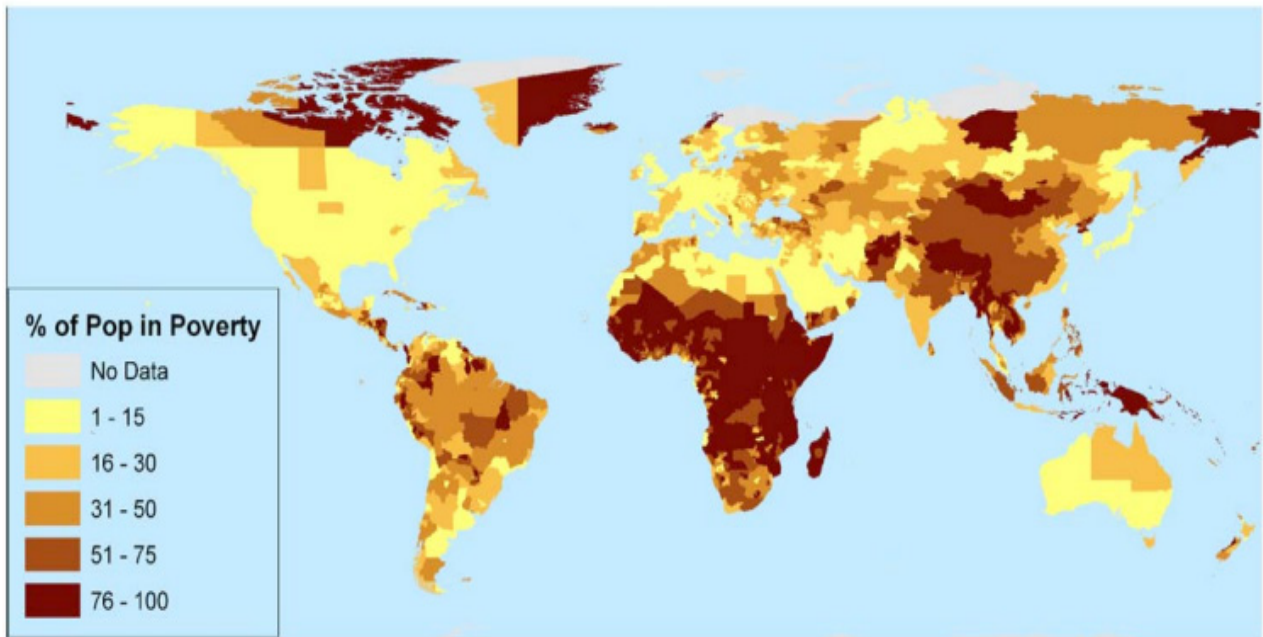 % of Pop in Poverty
No Data
1 - 15
16 - 30
31 - 50
51 - 75
76 - 100